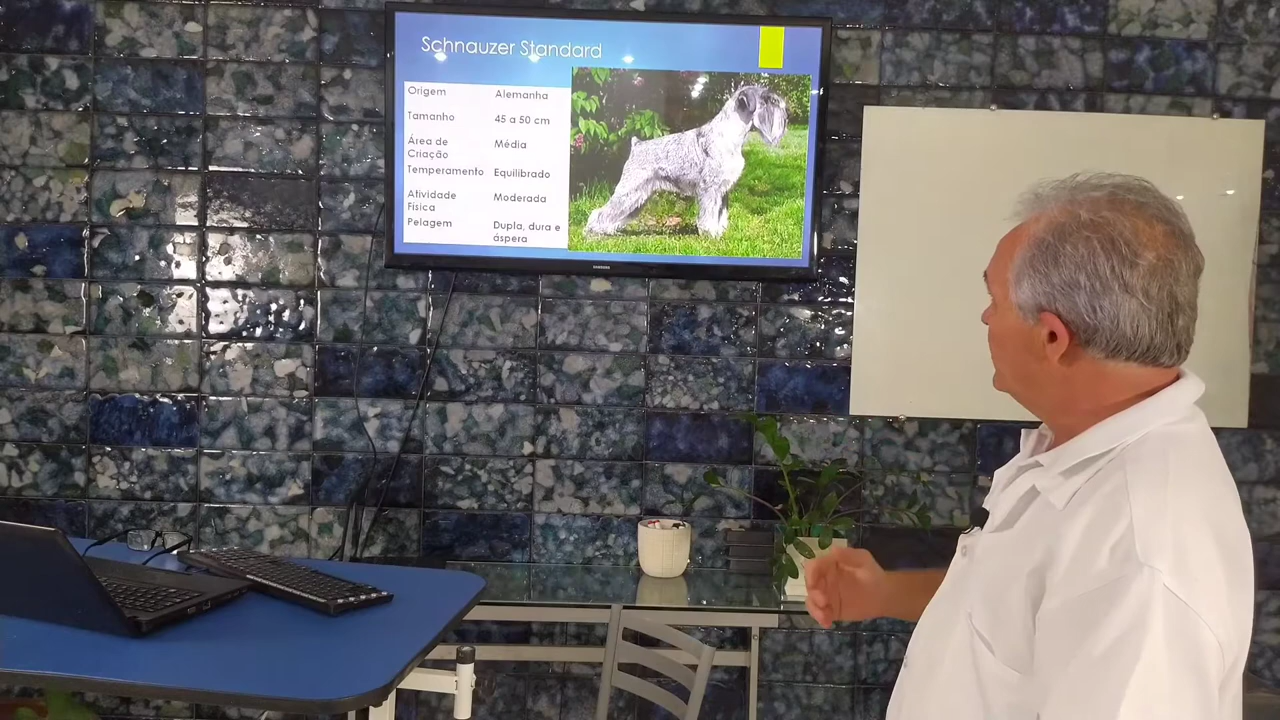 Schnauzer Standard
Origem Alemanha
Tamanho 45 a 50 cm
Área de Criação Média
Temperamento Equilibrado
Atividade Física Moderada
Pelagem Dupla, dura e áspera
SAMSUNG